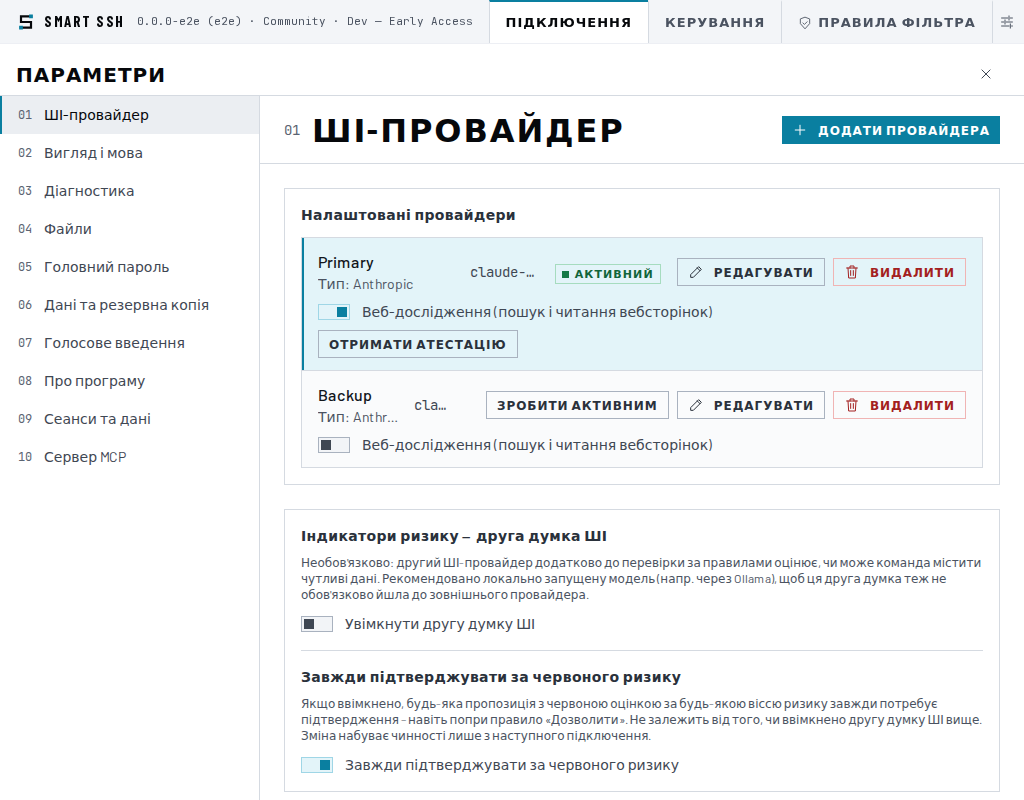 SMART SSH 0.0.0-e2e (e2e) · Community · Dev — Early Access ПІДКЛЮЧЕННЯ КЕРУВАННЯ ПРАВИЛА ФІЛЬТРА
ПАРАМЕТРИ
01 ШІ-провайдер
02 Вигляд і мова
03 Діагностика
04 Файли
05 Головний пароль
06 Дані та резервна копія
07 Голосове введення
08 Про програму
09 Сеанси та дані
10 Сервер MCP
01 ШІ-ПРОВАЙДЕР ДОДАТИ ПРОВАЙДЕРА
Налаштовані провайдери
Primary
Тип: Anthropic
claude-… АКТИВНИЙ РЕДАГУВАТИ ВИДАЛИТИ
Веб-дослідження (пошук і читання вебсторінок)
ОТРИМАТИ АТЕСТАЦІЮ
Backup
Тип: Anthr…
cla… ЗРОБИТИ АКТИВНИМ РЕДАГУВАТИ ВИДАЛИТИ
Веб-дослідження (пошук і читання вебсторінок)
Індикатори ризику – друга думка ШІ
Необов'язково: другий ШІ-провайдер додатково до перевірки за правилами оцінює, чи може команда містити
чутливі дані. Рекомендовано локально запущену модель (напр. через Ollama), щоб ця друга думка теж не
обов'язково йшла до зовнішнього провайдера.
Увімкнути другу думку ШІ
Завжди підтверджувати за червоного ризику
Якщо ввімкнено, будь-яка пропозиція з червоною оцінкою за будь-якою віссю ризику завжди потребує
підтвердження – навіть попри правило «Дозволити». Не залежить від того, чи ввімкнено другу думку ШІ вище.
Зміна набуває чинності лише з наступного підключення.
Завжди підтверджувати за червоного ризику